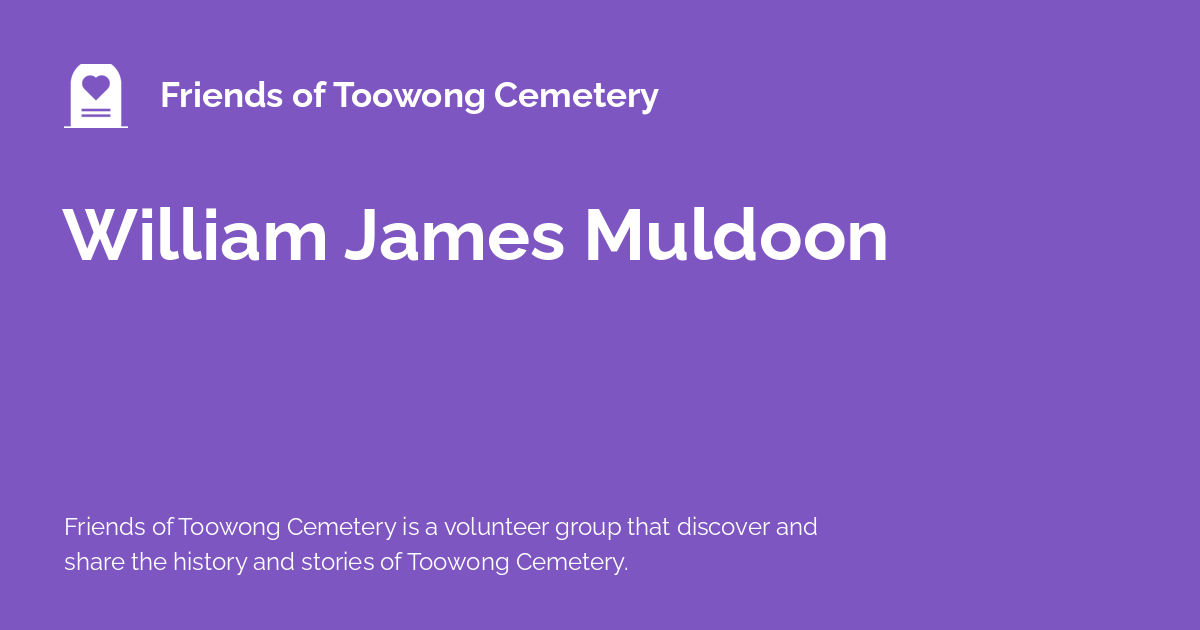 Friends of Toowong Cemetery
William James Muldoon
Friends of Toowong Cemetery is a volunteer group that discover and
share the history and stories of Toowong Cemetery.